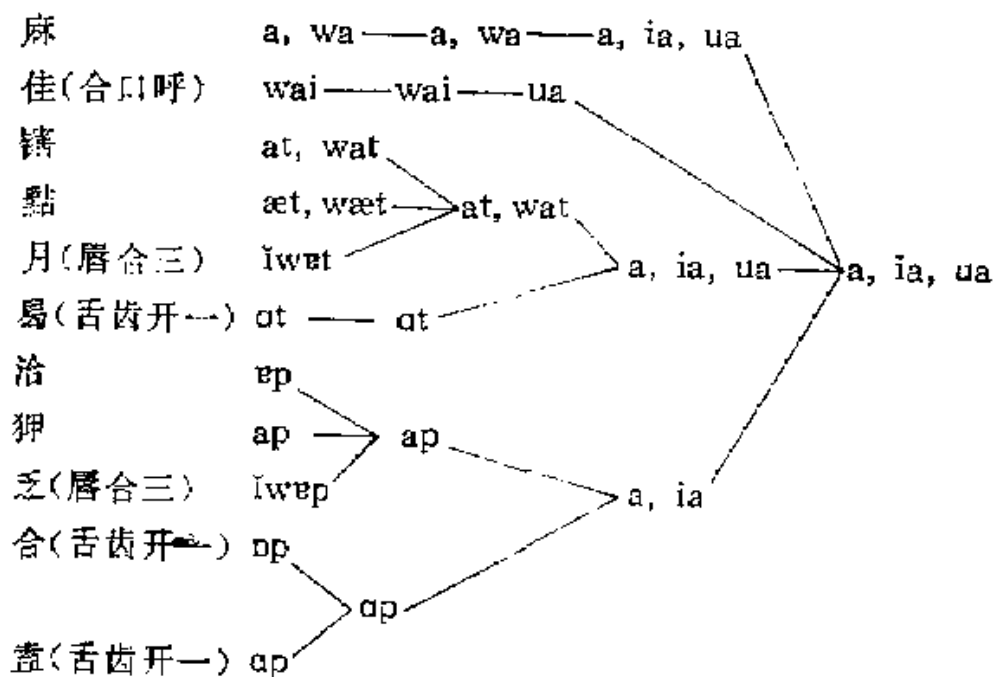 麻 a, wa — a, wa — a, ia, ua
佳(合口呼) wai — wai — ua
鎋 at, wat
黠 æt, wæt — at, wat
月(唇合三) ĭwɐt a, ia, ua — a, ia, ua
曷(舌齿开一) ɑt — ɑt
洽 ɐp
狎 ap — ap
乏(唇合三) ĭwɐp a, ia
合(舌齿开一) ɒp
ɑp
盍(舌齿开一) ɑp